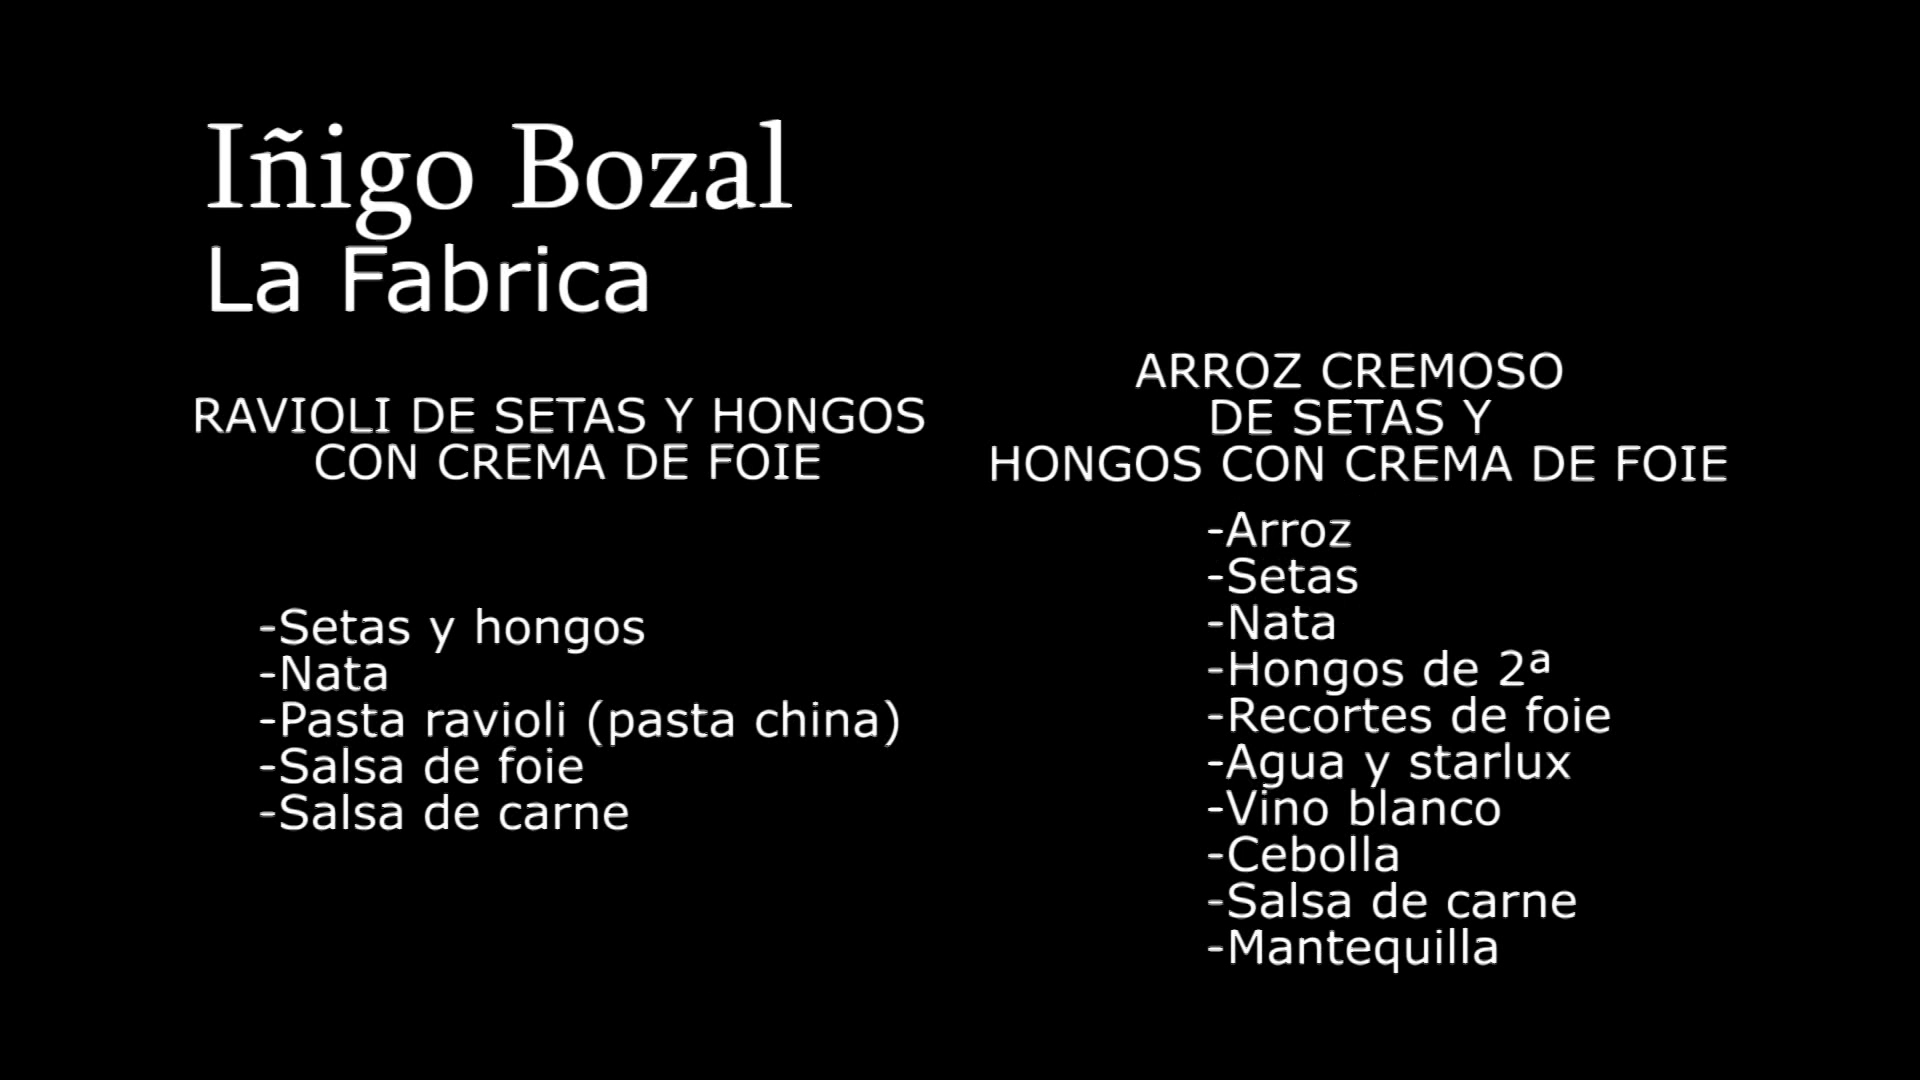 Iñigo Bozal
La Fabrica
RAVIOLI DE SETAS Y HONGOS
CON CREMA DE FOIE
-Setas y hongos
-Nata
-Pasta ravioli (pasta china)
-Salsa de foie
-Salsa de carne
ARROZ CREMOSO
DE SETAS Y
HONGOS CON CREMA DE FOIE
-Arroz
-Setas
-Nata
-Hongos de 2ª
-Recortes de foie
-Agua y starlux
-Vino blanco
-Cebolla
-Salsa de carne
-Mantequilla